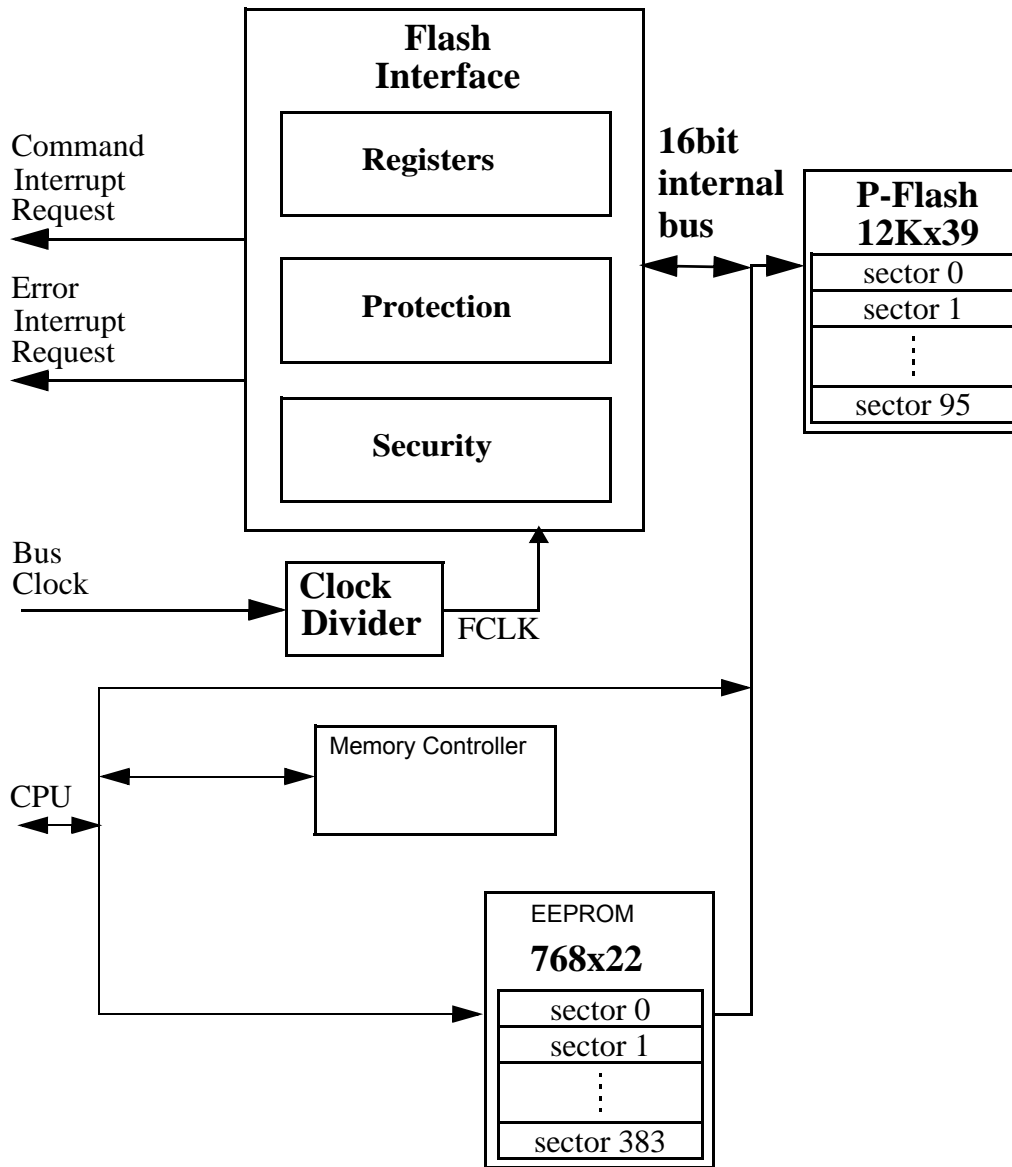 Flash
Interface
Registers
Protection
Security
Command
Interrupt
Request
Error
Interrupt
Request
16bit
internal
bus
P-Flash
12Kx39
sector 0
sector 1
sector 95
Bus
Clock
Clock
Divider
FCLK
Memory Controller
CPU
EEPROM
768x22
sector 0
sector 1
sector 383